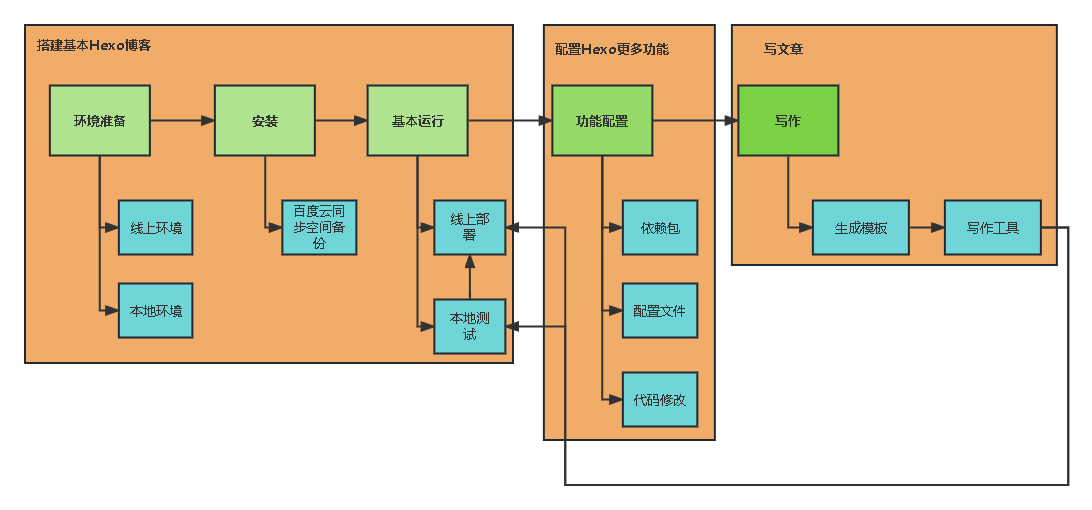 搭建基本Hexo博客
配置Hexo更多功能
写文章
环境准备
安装
基本运行
功能配置
写作
线上环境
百度云同
步空间备
份
线上部
署
依赖包
生成模板
写作工具
本地环境
本地测
试
配置文件
代码修改